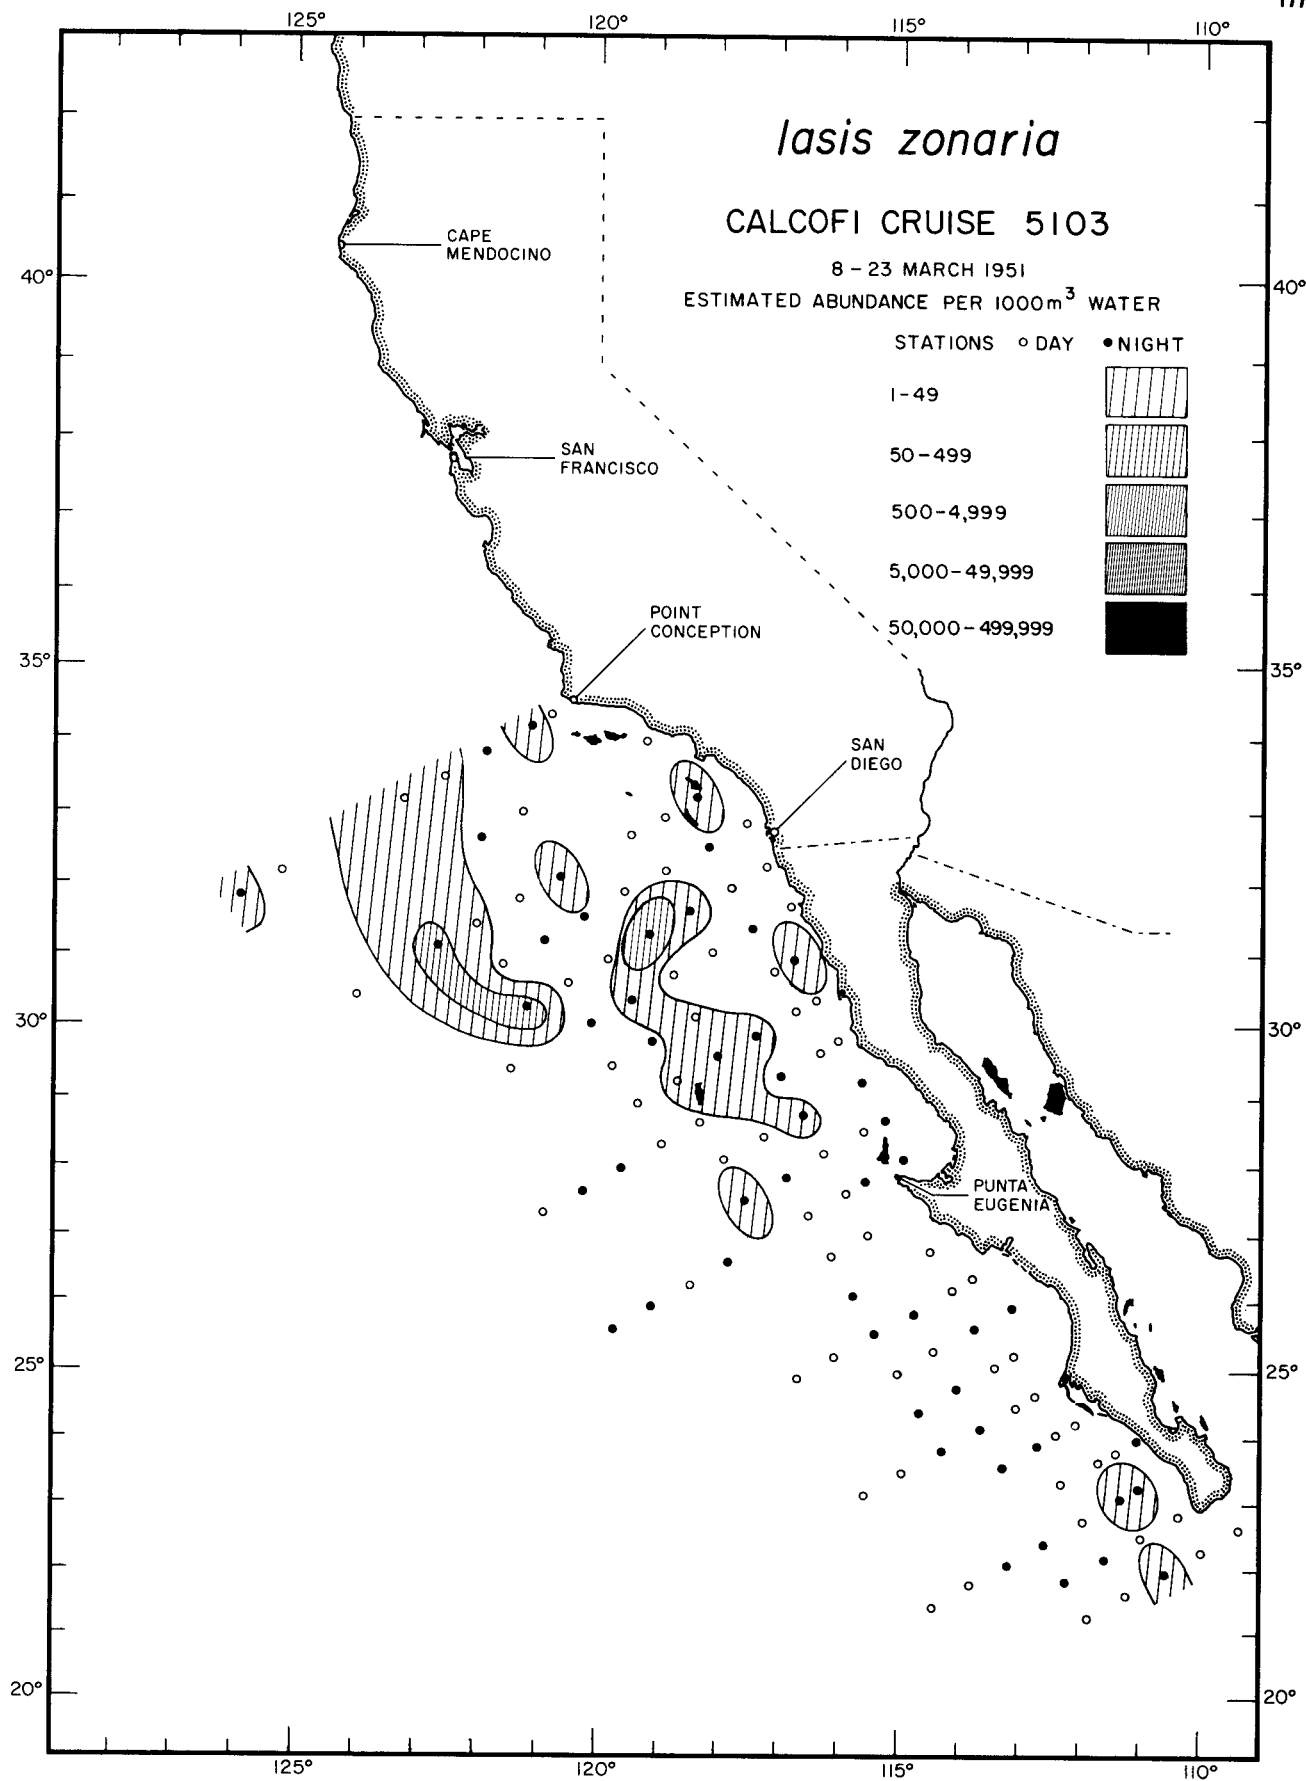 125° 120° 115° 110°
Iasis zonaria
CALCOFI CRUISE 5103
8-23 MARCH 1951
ESTIMATED ABUNDANCE PER 1000m³ WATER
STATIONS ○ DAY ● NIGHT
1-49
50-499
500-4,999
5,000-49,999
50,000-499,999
CAPE
MENDOCINO
40° 40°
SAN
FRANCISCO
POINT
CONCEPTION
35° 35°
SAN
DIEGO
30° 30°
PUNTA
EUGENIA
25° 25°
20° 20°
125° 120° 115° 110°